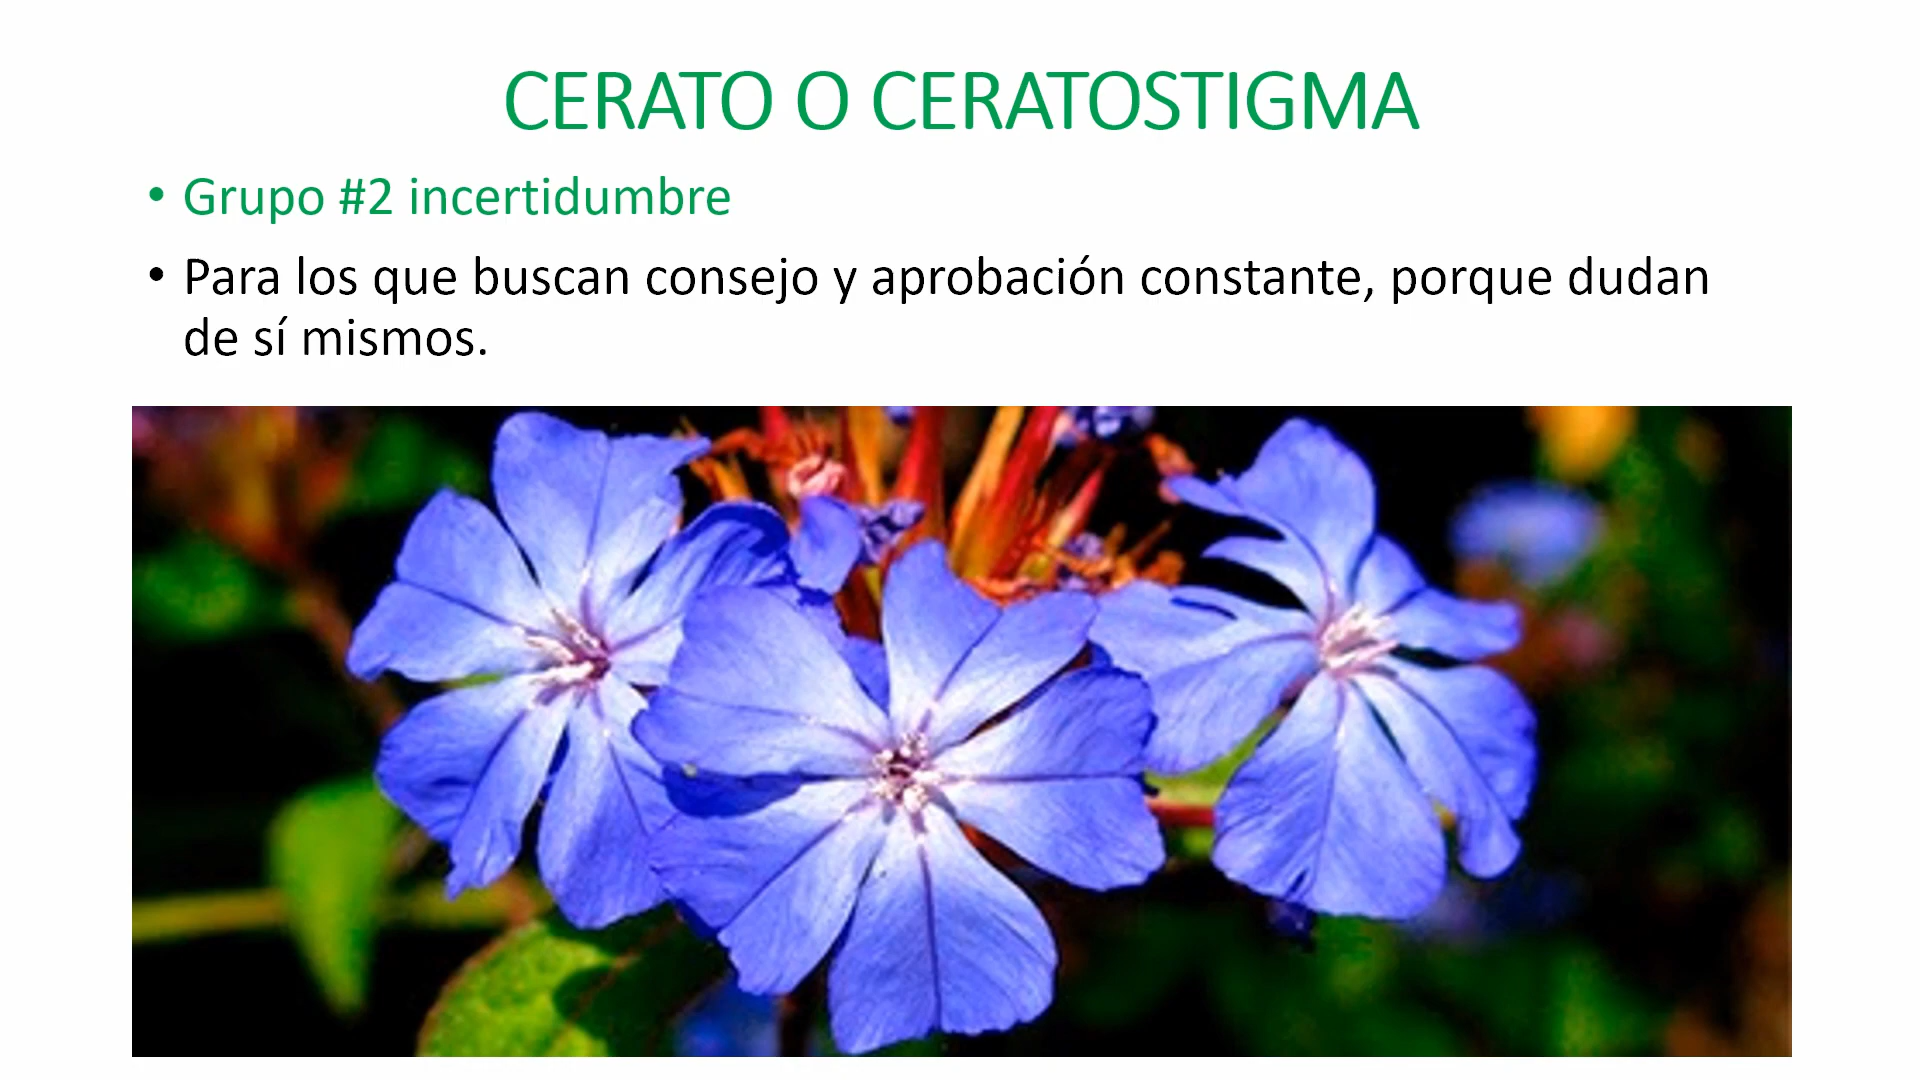 CERATO O CERATOSTIGMA
• Grupo #2 incertidumbre
• Para los que buscan consejo y aprobación constante, porque dudan
de sí mismos.